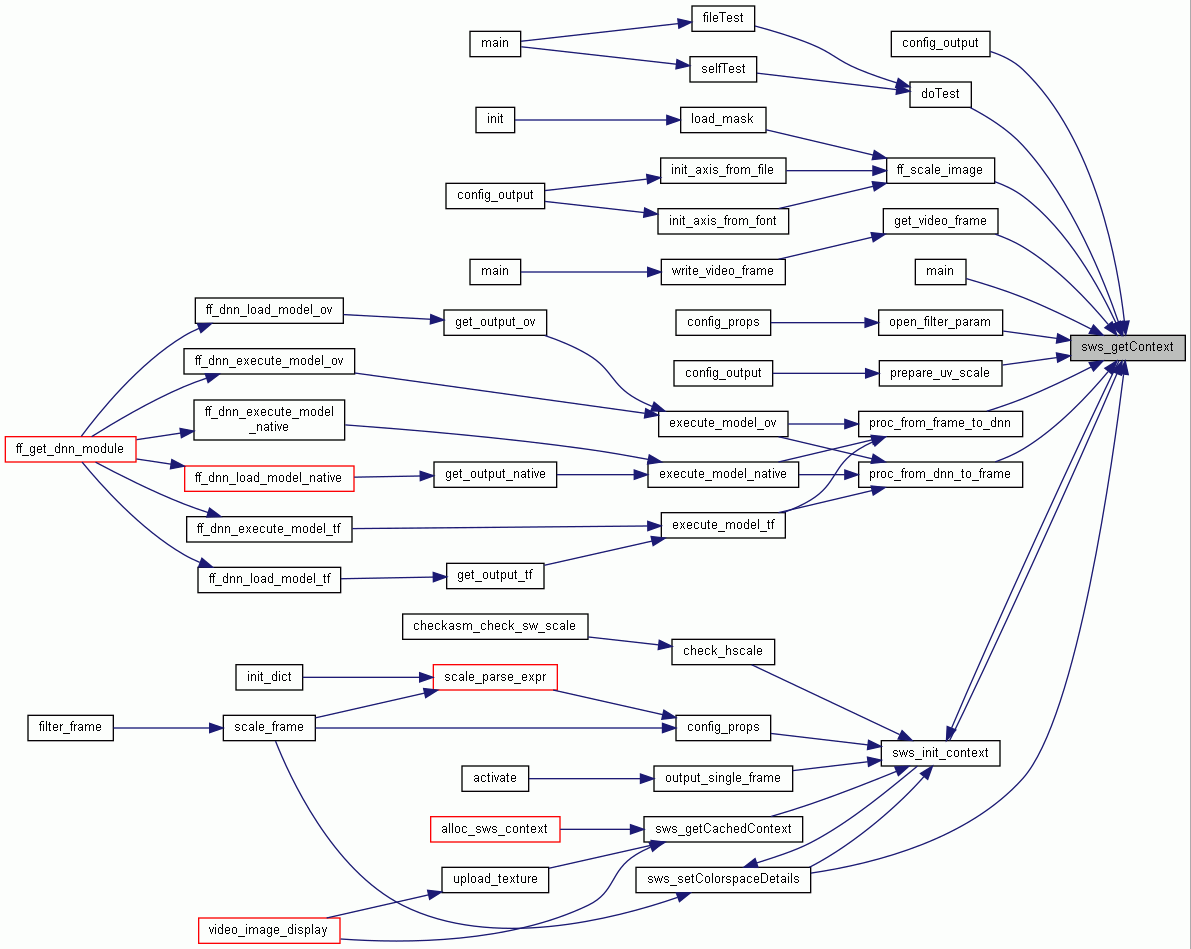 fileTest
main
config_output
selfTest
doTest
init
load_mask
init_axis_from_file
ff_scale_image
config_output
init_axis_from_font
get_video_frame
main
write_video_frame
main
ff_dnn_load_model_ov
get_output_ov
config_props
open_filter_param
sws_getContext
ff_dnn_execute_model_ov
config_output
prepare_uv_scale
ff_dnn_execute_model
_native
execute_model_ov
proc_from_frame_to_dnn
ff_get_dnn_module
ff_dnn_load_model_native
get_output_native
execute_model_native
proc_from_dnn_to_frame
ff_dnn_execute_model_tf
execute_model_tf
ff_dnn_load_model_tf
get_output_tf
checkasm_check_sw_scale
check_hscale
init_dict
scale_parse_expr
filter_frame
scale_frame
config_props
sws_init_context
activate
output_single_frame
alloc_sws_context
sws_getCachedContext
upload_texture
sws_setColorspaceDetails
video_image_display